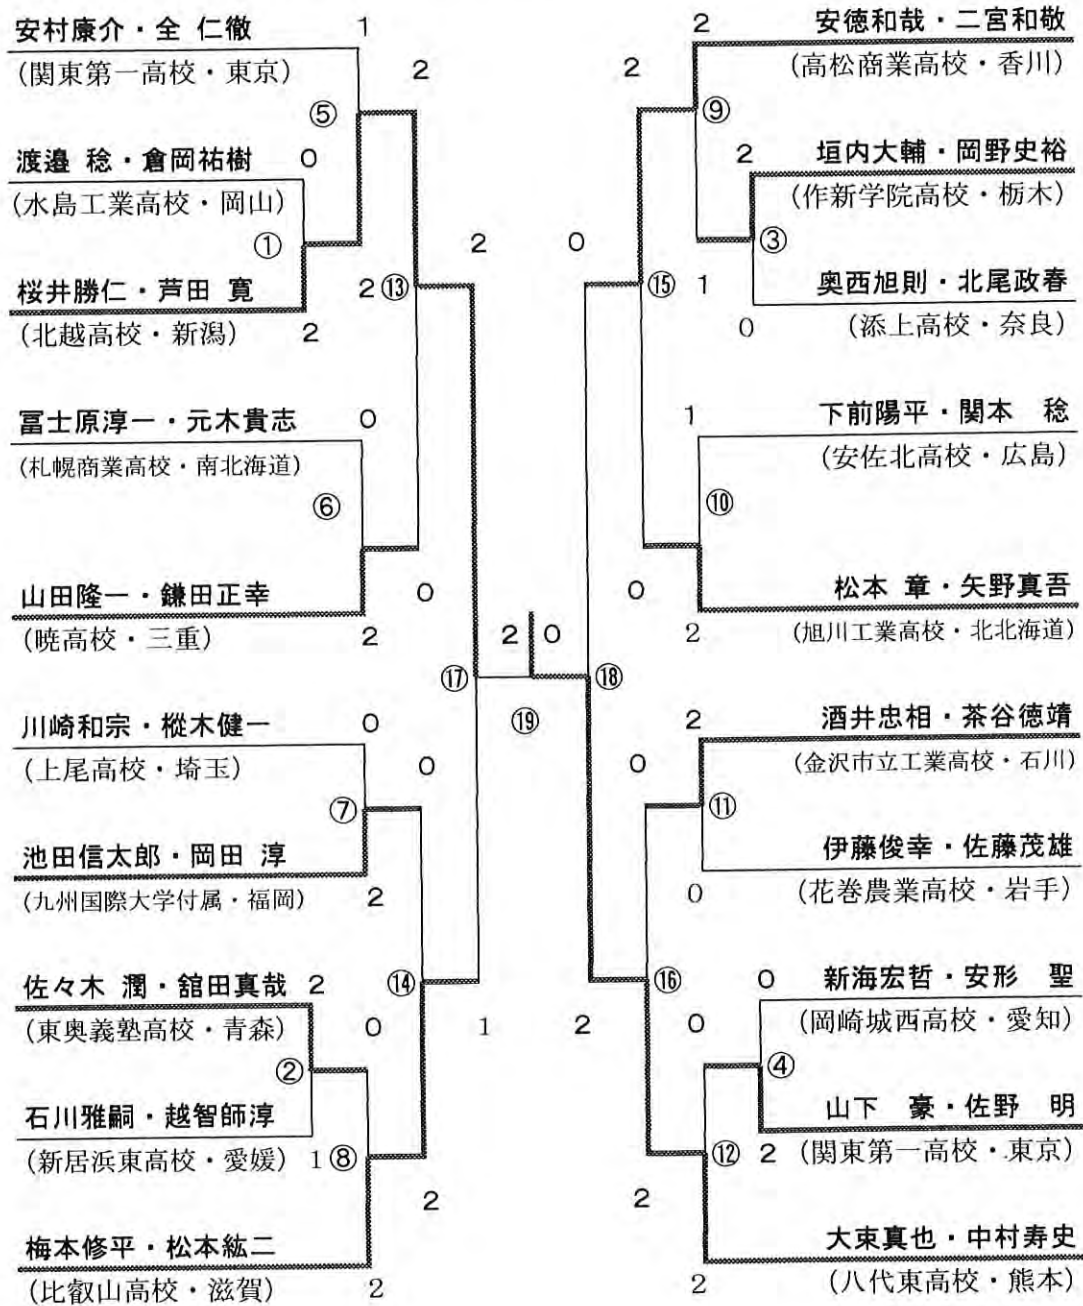 安村康介・全 仁徹 1
(関東第一高校・東京) 2
⑤
渡邉 稔・倉岡祐樹 0
(水島工業高校・岡山)
① 2
桜井勝仁・芦田 寛 2 ⑬
(北越高校・新潟) 2
冨士原淳一・元木貴志 0
(札幌商業高校・南北海道)
⑥
山田隆一・鎌田正幸 0
(暁高校・三重) 2
⑰
川崎和宗・樅木健一 0
(上尾高校・埼玉) 0
⑦
池田信太郎・岡田 淳
(九州国際大学付属・福岡) 2
佐々木 潤・舘田真哉 2 ⑭
(東奥義塾高校・青森) 0 1
②
石川雅嗣・越智師淳
(新居浜東高校・愛媛) 1 ⑧
2
梅本修平・松本紘二
(比叡山高校・滋賀) 2
2 0
⑲
2 安徳和哉・二宮和敬
2 (高松商業高校・香川)
⑨
2 垣内大輔・岡野史裕
(作新学院高校・栃木)
0 ③
⑮ 1 奥西旭則・北尾政春
0 (添上高校・奈良)
1 下前陽平・関本 稔
(安佐北高校・広島)
⑩
0 松本 章・矢野真吾
2 (旭川工業高校・北北海道)
⑱
2 酒井忠相・茶谷徳靖
0 (金沢市立工業高校・石川)
⑪
伊藤俊幸・佐藤茂雄
0 (花巻農業高校・岩手)
⑯ 0 新海宏哲・安形 聖
2 0 (岡崎城西高校・愛知)
④
山下 豪・佐野 明
⑫ 2 (関東第一高校・東京)
2
大束真也・中村寿史
2 (八代東高校・熊本)